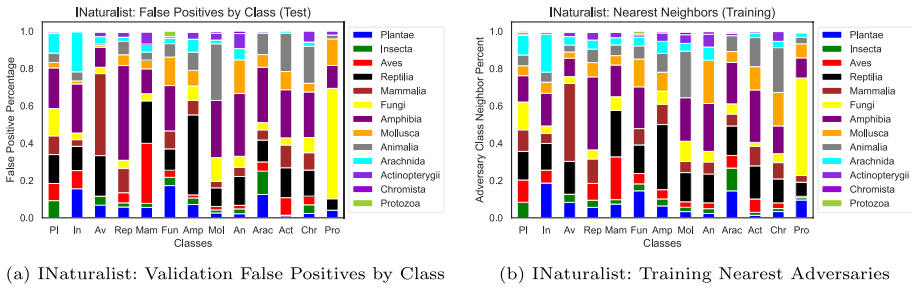 INaturalist: False Positives by Class (Test)
False Positive Percentage
1.0
0.8
0.6
0.4
0.2
0.0
Pl In Av Rep Mam Fun Amp Mol An Arac Act Chr Pro
Classes
Plantae
Insecta
Aves
Reptilia
Mammalia
Fungi
Amphibia
Mollusca
Animalia
Arachnida
Actinopterygii
Chromista
Protozoa
(a) INaturalist: Validation False Positives by Class
INaturalist: Nearest Neighbors (Training)
Adversary Class Neighbor Percent
1.0
0.8
0.6
0.4
0.2
0.0
Pl In Av Rep Mam Fun Amp Mol An Arac Act Chr Pro
Classes
Plantae
Insecta
Aves
Reptilia
Mammalia
Fungi
Amphibia
Mollusca
Animalia
Arachnida
Actinopterygii
Chromista
Protozoa
(b) INaturalist: Training Nearest Adversaries